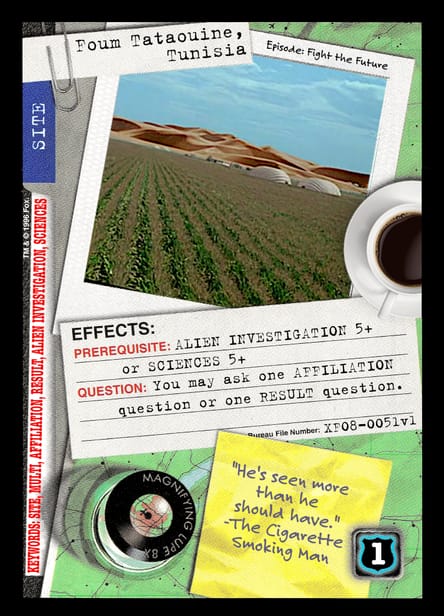 Foum Tataouine,
Tunisia
Episode: Fight the Future
SITE
TM & © 1996 Fox.
KEYWORDS: SITE, MULTI, AFFILIATION, RESULT, ALIEN INVESTIGATION, SCIENCES
EFFECTS:
PREREQUISITE: ALIEN INVESTIGATION 5+
or SCIENCES 5+
QUESTION: You may ask one AFFILIATION
question or one RESULT question.
Bureau File Number: XF08-0051v1
MAGNIFYING LUPE 8X
"He's seen more
than he
should have."
-The Cigarette
Smoking Man
1